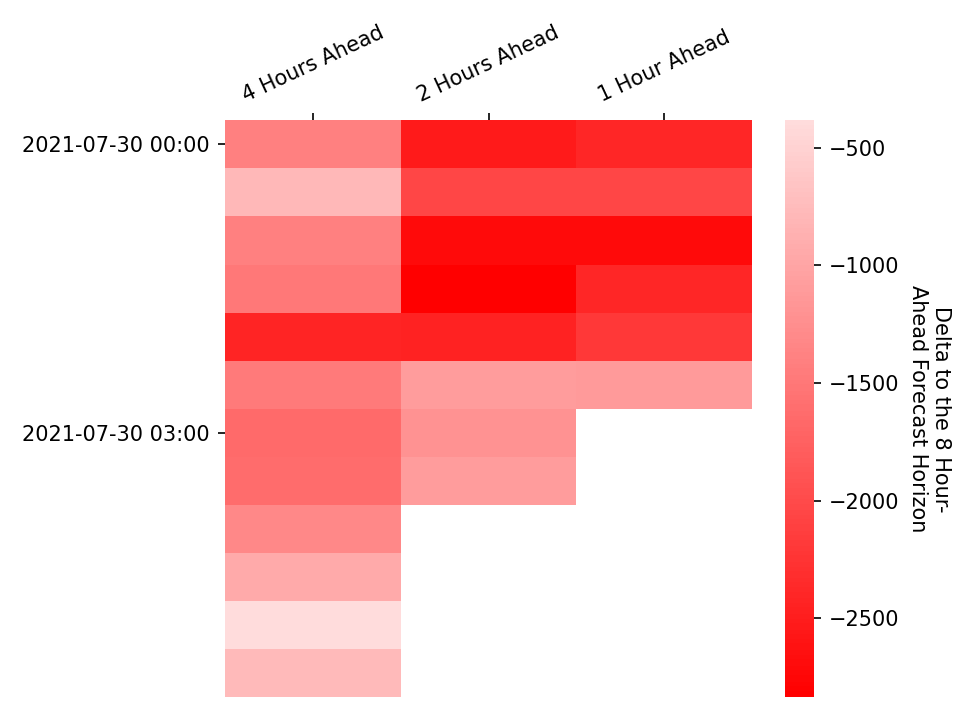 4 Hours Ahead
2 Hours Ahead
1 Hour Ahead
2021-07-30 00:00
2021-07-30 03:00
−500
−1000
−1500
−2000
−2500
Delta to the 8 Hour-
Ahead Forecast Horizon